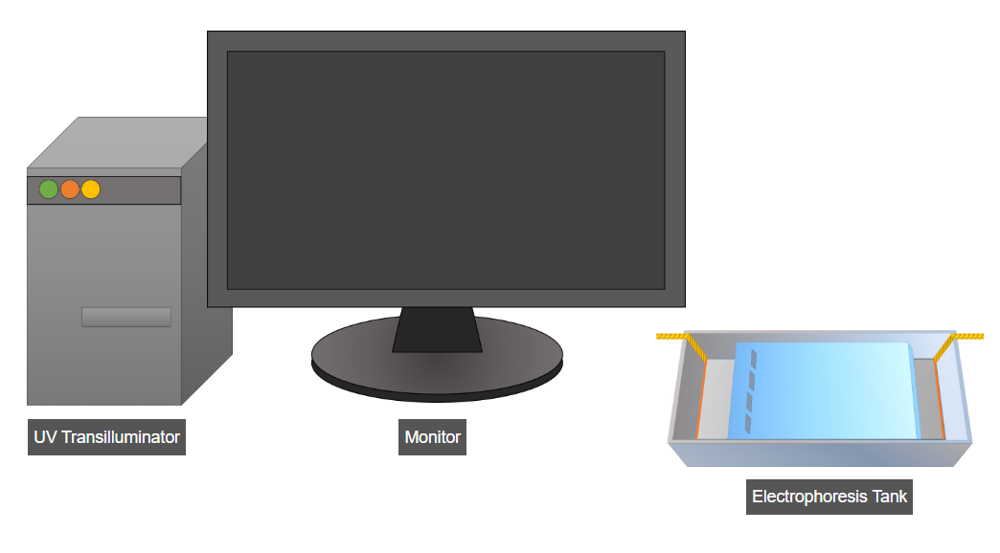 UV Transilluminator
Monitor
Electrophoresis Tank